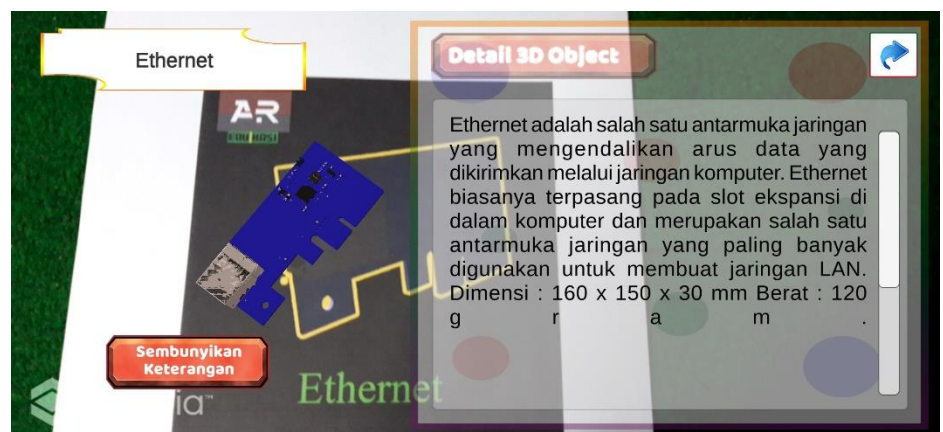 Ethernet
Detail 3D Object
AR
EDUKASI
Ethernet adalah salah satu antarmuka jaringan
yang mengendalikan arus data yang
dikirimkan melalui jaringan komputer. Ethernet
biasanya terpasang pada slot ekspansi di
dalam komputer dan merupakan salah satu
antarmuka jaringan yang paling banyak
digunakan untuk membuat jaringan LAN.
Dimensi : 160 x 150 x 30 mm Berat : 120
g r a m .
Sembunyikan
Keterangan
Ethernet